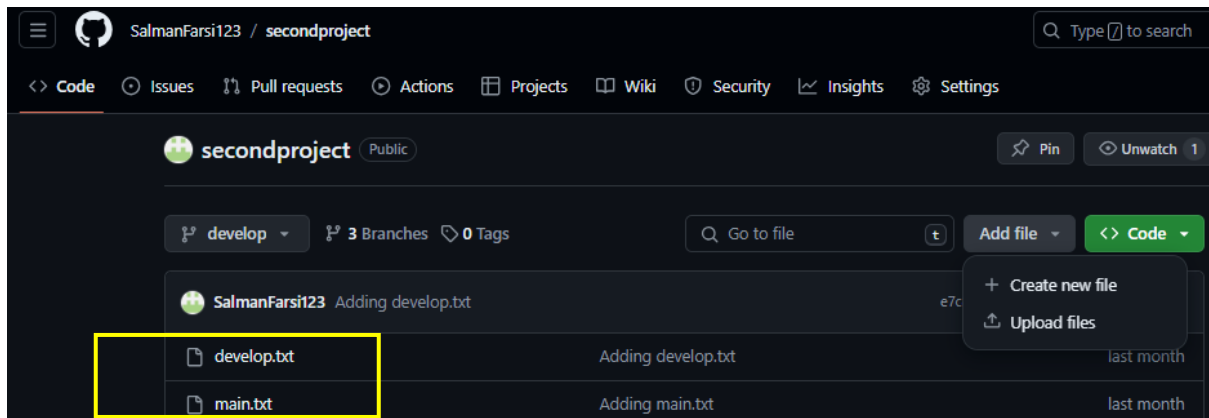 SalmanFarsi123 / secondproject Type / to search
Code Issues Pull requests Actions Projects Wiki Security Insights Settings
secondproject Public Pin Unwatch 1
develop 3 Branches 0 Tags Go to file t Add file Code
Create new file
SalmanFarsi123 Adding develop.txt e7c
Upload files
develop.txt Adding develop.txt last month
main.txt Adding main.txt last month